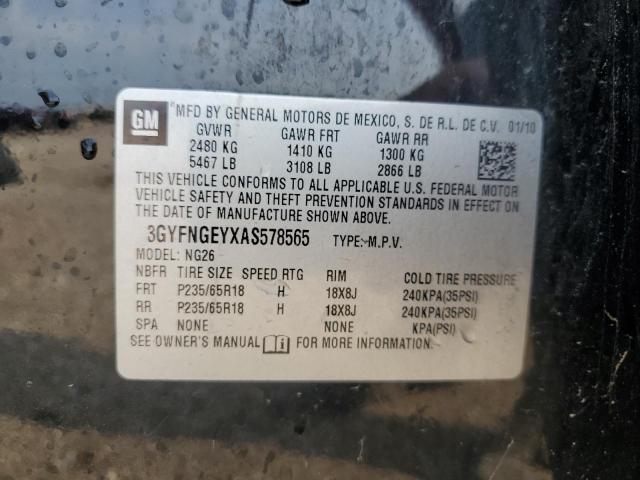 GM
® MFD BY GENERAL MOTORS DE MEXICO, S. DE R.L. DE C.V. 01/10
GVWR GAWR FRT GAWR RR
2480 KG 1410 KG 1300 KG
5467 LB 3108 LB 2866 LB
THIS VEHICLE CONFORMS TO ALL APPLICABLE U.S. FEDERAL MOTOR
VEHICLE SAFETY AND THEFT PREVENTION STANDARDS IN EFFECT ON
THE DATE OF MANUFACTURE SHOWN ABOVE.
3GYFNGEYXAS578565 TYPE: M.P.V.
MODEL: NG26
NBFR TIRE SIZE SPEED RTG RIM COLD TIRE PRESSURE
FRT P235/65R18 H 18X8J 240KPA(35PSI)
RR P235/65R18 H 18X8J 240KPA(35PSI)
SPA NONE NONE KPA(PSI)
SEE OWNER'S MANUAL i FOR MORE INFORMATION.